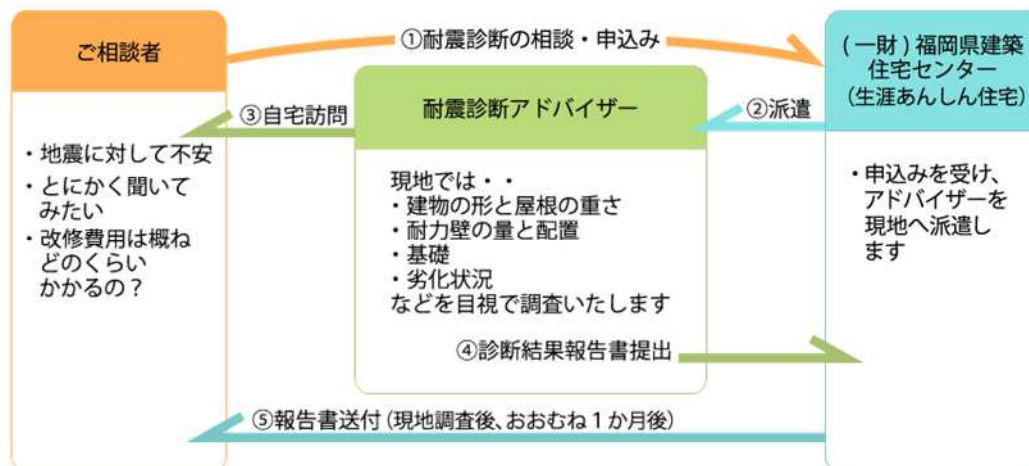 ご相談者
・地震に対して不安
・とにかく聞いて
みたい
・改修費用は概ね
どのくらい
かかるの？
①耐震診断の相談・申込み
③自宅訪問
耐震診断アドバイザー
現地では・・
・建物の形と屋根の重さ
・耐力壁の量と配置
・基礎
・劣化状況
などを目視で調査いたします
④診断結果報告書提出
②派遣
(一財)福岡県建築
住宅センター
(生涯あんしん住宅)
・申込みを受け、
アドバイザーを
現地へ派遣し
ます
⑤報告書送付(現地調査後、おおむね１か月後)